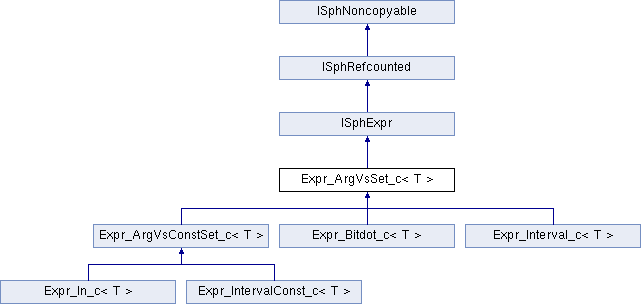 ISphNoncopyable
ISphRefcounted
ISphExpr
Expr_ArgVsSet_c< T >
Expr_ArgVsConstSet_c< T >
Expr_Bitdot_c< T >
Expr_Interval_c< T >
Expr_In_c< T >
Expr_IntervalConst_c< T >